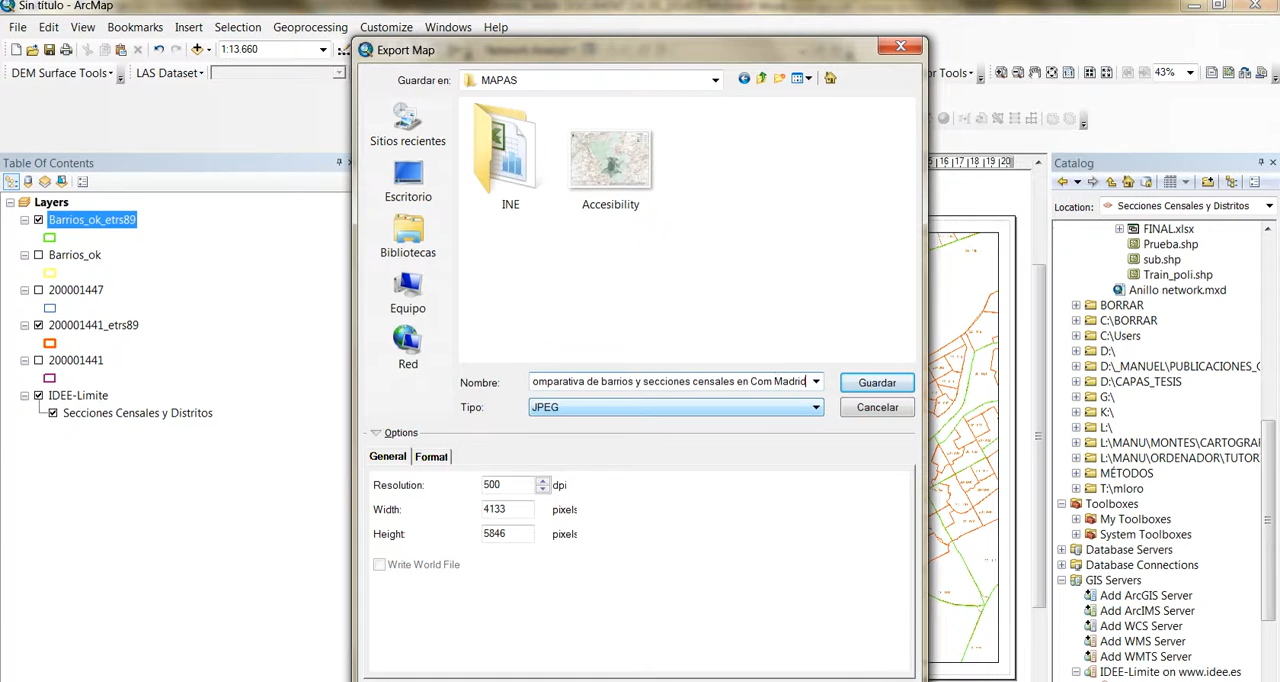 Sin título - ArcMap
File Edit View Bookmarks Insert Selection Geoprocessing Customize Windows Help
1:13.660
43%
DEM Surface Tools LAS Dataset
r Tools
Table Of Contents
Layers
Barrios_ok_etrs89
Barrios_ok
200001447
200001441_etrs89
200001441
IDEE-Limite
Secciones Censales y Distritos
Export Map
Guardar en: MAPAS
Sitios recientes
Escritorio
Bibliotecas
Equipo
Red
INE
Accesibility
Nombre: omparativa de barrios y secciones censales en Com Madrid
Guardar
Tipo: JPEG
Cancelar
Options
General Format
Resolution: 500 dpi
Width: 4133 pixels
Height: 5846 pixels
Write World File
16 17 18 19 20
Catalog
Location: Secciones Censales y Distritos
FINAL.xlsx
Prueba.shp
sub.shp
Train_poli.shp
Anillo network.mxd
BORRAR
C:\BORRAR
C:\Users
D:\
D:\_MANUEL\PUBLICACIONES_C
D:\CAPAS_TESIS
G:\
K:\
L:\
L:\MANU\MONTES\CARTOGRA
L:\MANU\ORDENADOR\TUTOR
MÉTODOS
T:\mloro
Toolboxes
My Toolboxes
System Toolboxes
Database Servers
Database Connections
GIS Servers
Add ArcGIS Server
Add ArcIMS Server
Add WCS Server
Add WMS Server
Add WMTS Server
IDEE-Limite on www.idee.es